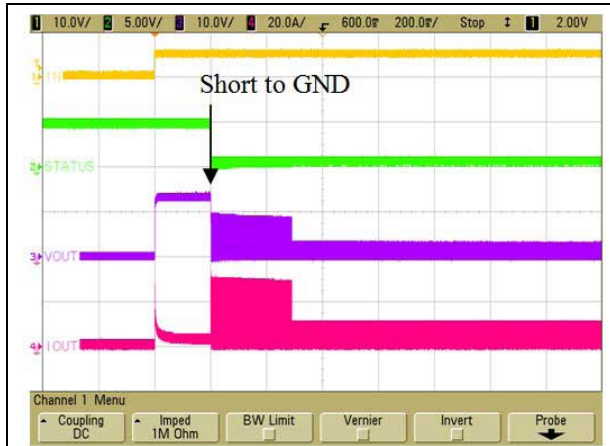 1 10.0V/ 2 5.00V/ 3 10.0V/ 4 20.0A/ 600.0m 200.0m/ Stop 1 2.00V
Short to GND
1 IN
2 STATUS
3 VOUT
4 IOUT
Channel 1 Menu
Coupling Imped BW Limit Vernier Invert Probe
DC 1M Ohm